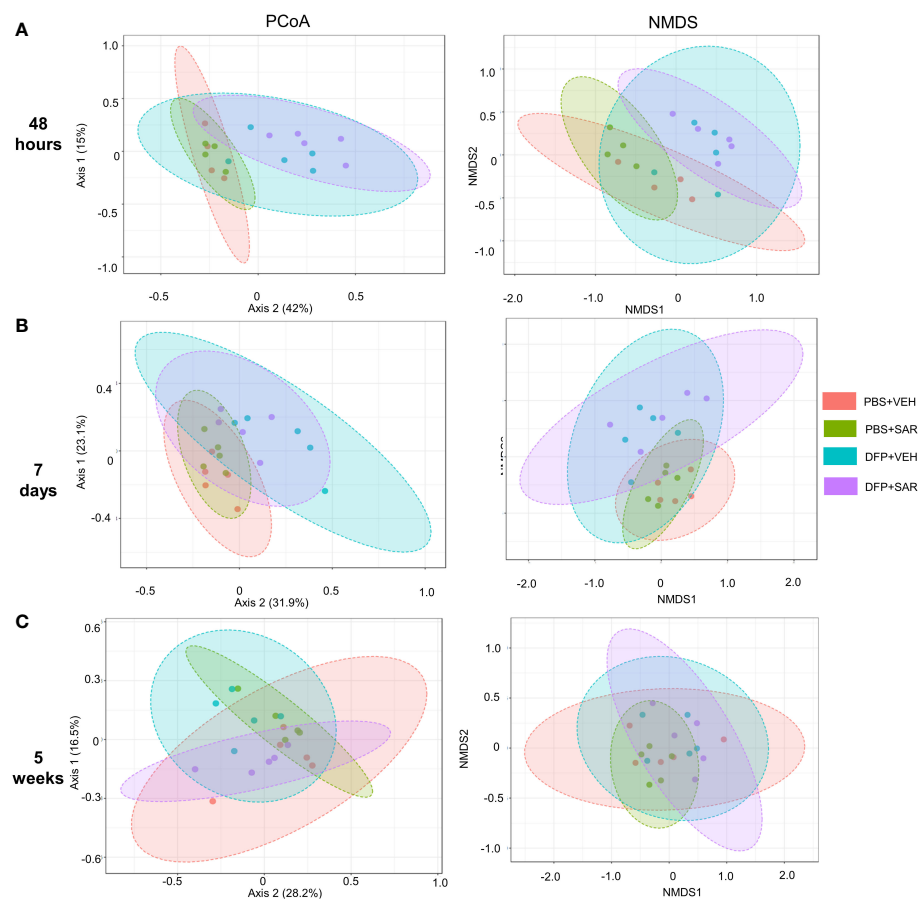 A
PCoA
NMDS
48
hours
1.0
0.5
0
-0.5
-1.0
Axis 1 (15%)
-0.5
0
0.5
Axis 2 (42%)
1.0
0.5
0.0
-0.5
-1.0
NMDS2
-2.0
-1.0
0
1.0
NMDS1
B
7
days
0.4
0
-0.4
Axis 1 (23.1%)
-0.5
0
0.5
1.0
Axis 2 (31.9%)
-2.0
-1.0
0
1.0
2.0
NMDS1
PBS+VEH
PBS+SAR
DFP+VEH
DFP+SAR
C
5
weeks
0.6
0.3
0
-0.3
-0.6
Axis 1 (16.5%)
-0.5
0
0.5
1.0
Axis 2 (28.2%)
1.0
0.5
0
-0.5
-1.0
NMDS2
-2.0
-1.0
0
1.0
2.0
NMDS1